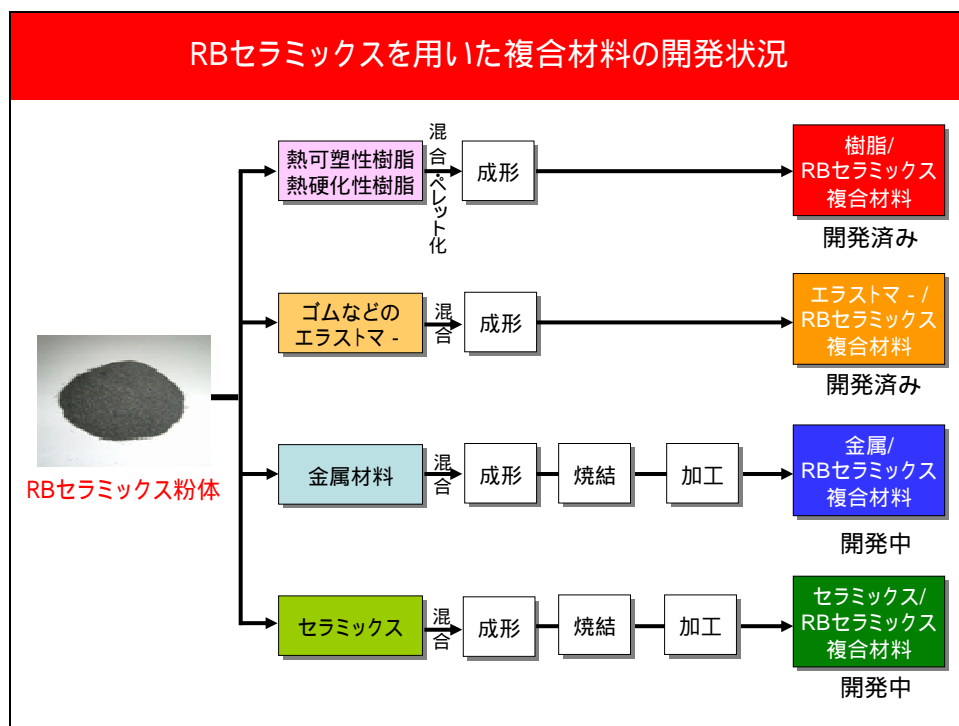 RBセラミックスを用いた複合材料の開発状況
熱可塑性樹脂
熱硬化性樹脂
混合・ペレット化
成形
樹脂/
RBセラミックス
複合材料
開発済み
ゴムなどの
エラストマ -
混合
成形
エラストマ - /
RBセラミックス
複合材料
開発済み
RBセラミックス粉体
金属材料
混合
成形
焼結
加工
金属/
RBセラミックス
複合材料
開発中
セラミックス
混合
成形
焼結
加工
セラミックス/
RBセラミックス
複合材料
開発中